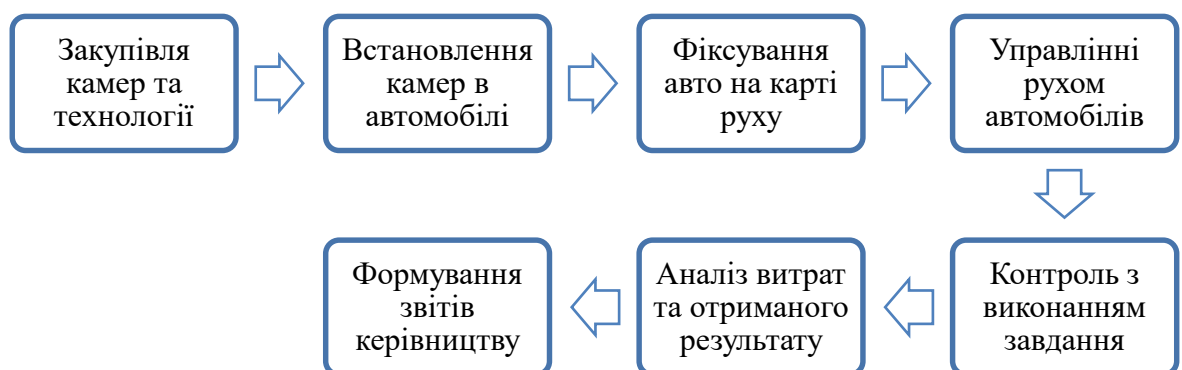 Закупівля
камер та
технології
Встановлення
камер в
автомобілі
Фіксування
авто на карті
руху
Управлінні
рухом
автомобілів
Контроль з
виконанням
завдання
Аналіз витрат
та отриманого
результату
Формування
звітів
керівництву